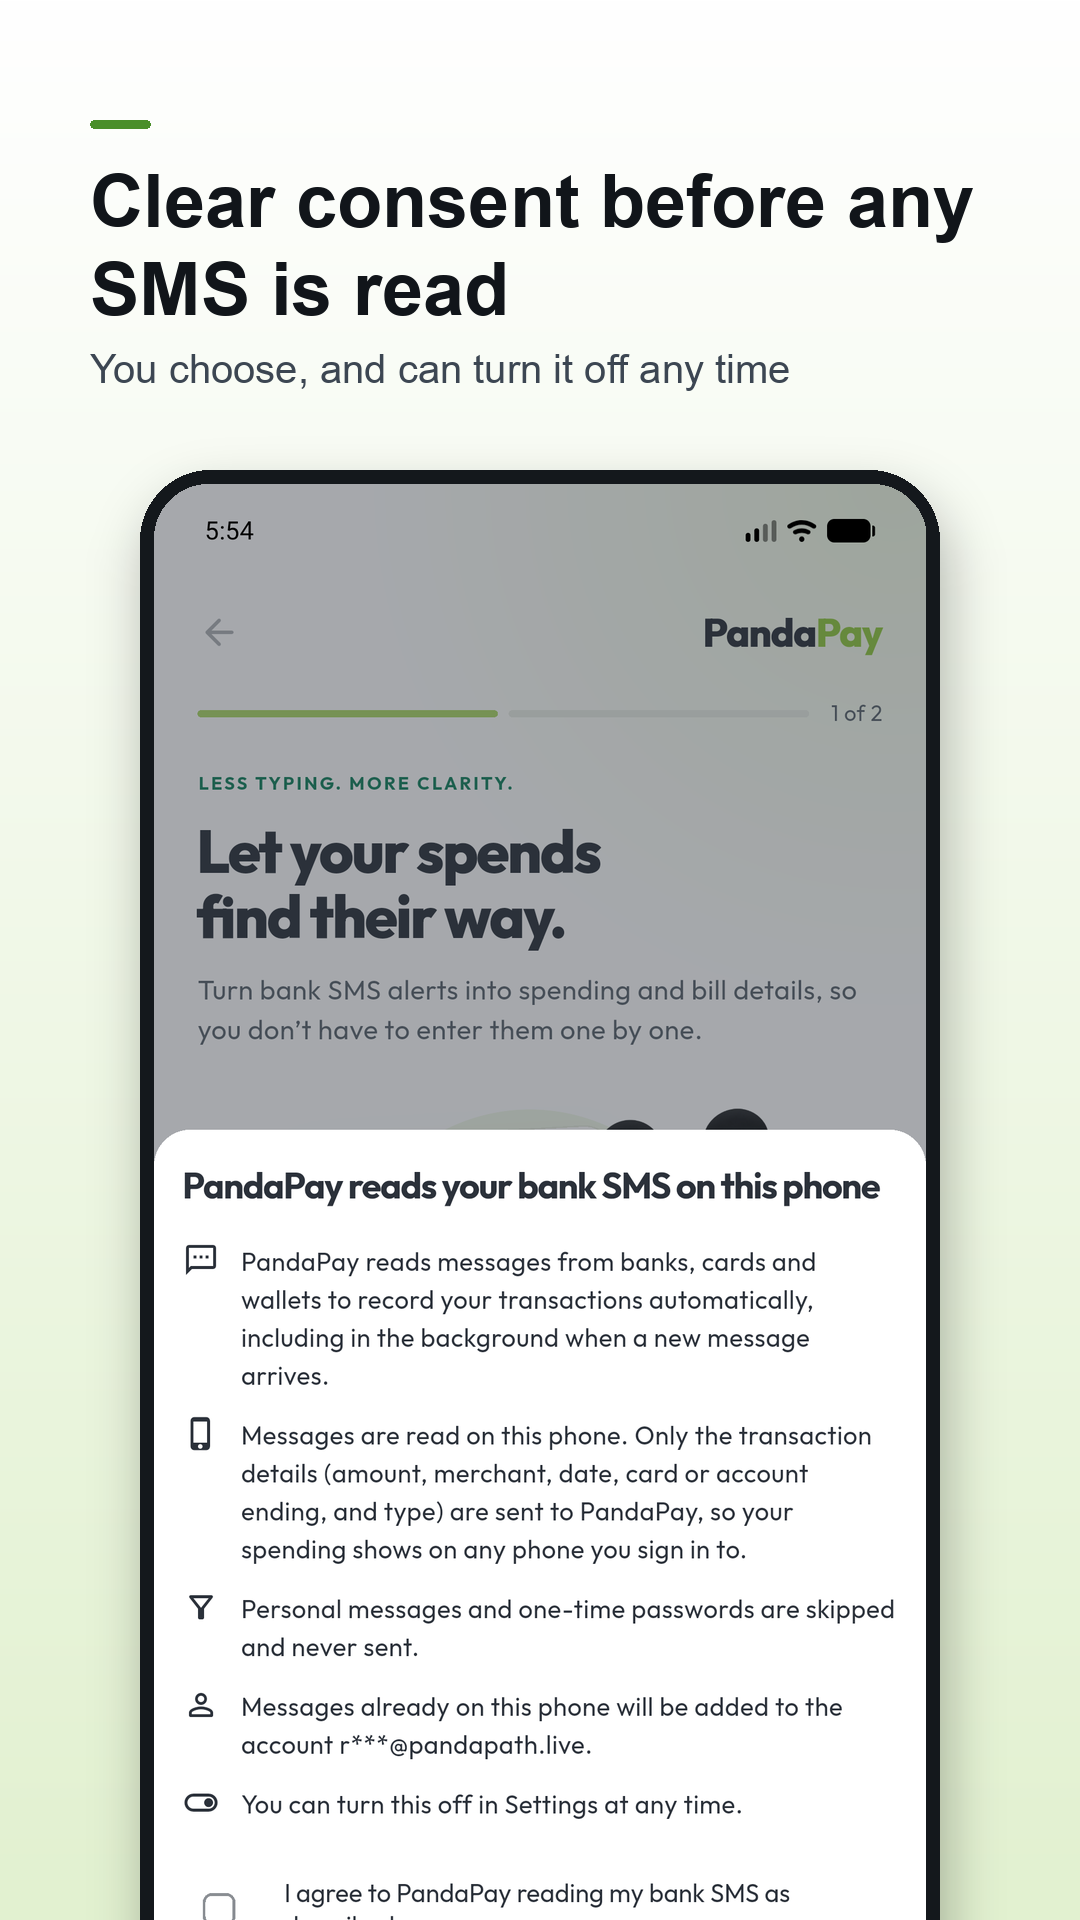 Clear consent before any
SMS is read
You choose, and can turn it off any time
5:54
PandaPay
1 of 2
LESS TYPING. MORE CLARITY.
Let your spends
find their way.
Turn bank SMS alerts into spending and bill details, so
you don’t have to enter them one by one.
PandaPay reads your bank SMS on this phone
PandaPay reads messages from banks, cards and
wallets to record your transactions automatically,
including in the background when a new message
arrives.
Messages are read on this phone. Only the transaction
details (amount, merchant, date, card or account
ending, and type) are sent to PandaPay, so your
spending shows on any phone you sign in to.
Personal messages and one-time passwords are skipped
and never sent.
Messages already on this phone will be added to the
account r***@pandapath.live.
You can turn this off in Settings at any time.
I agree to PandaPay reading my bank SMS as